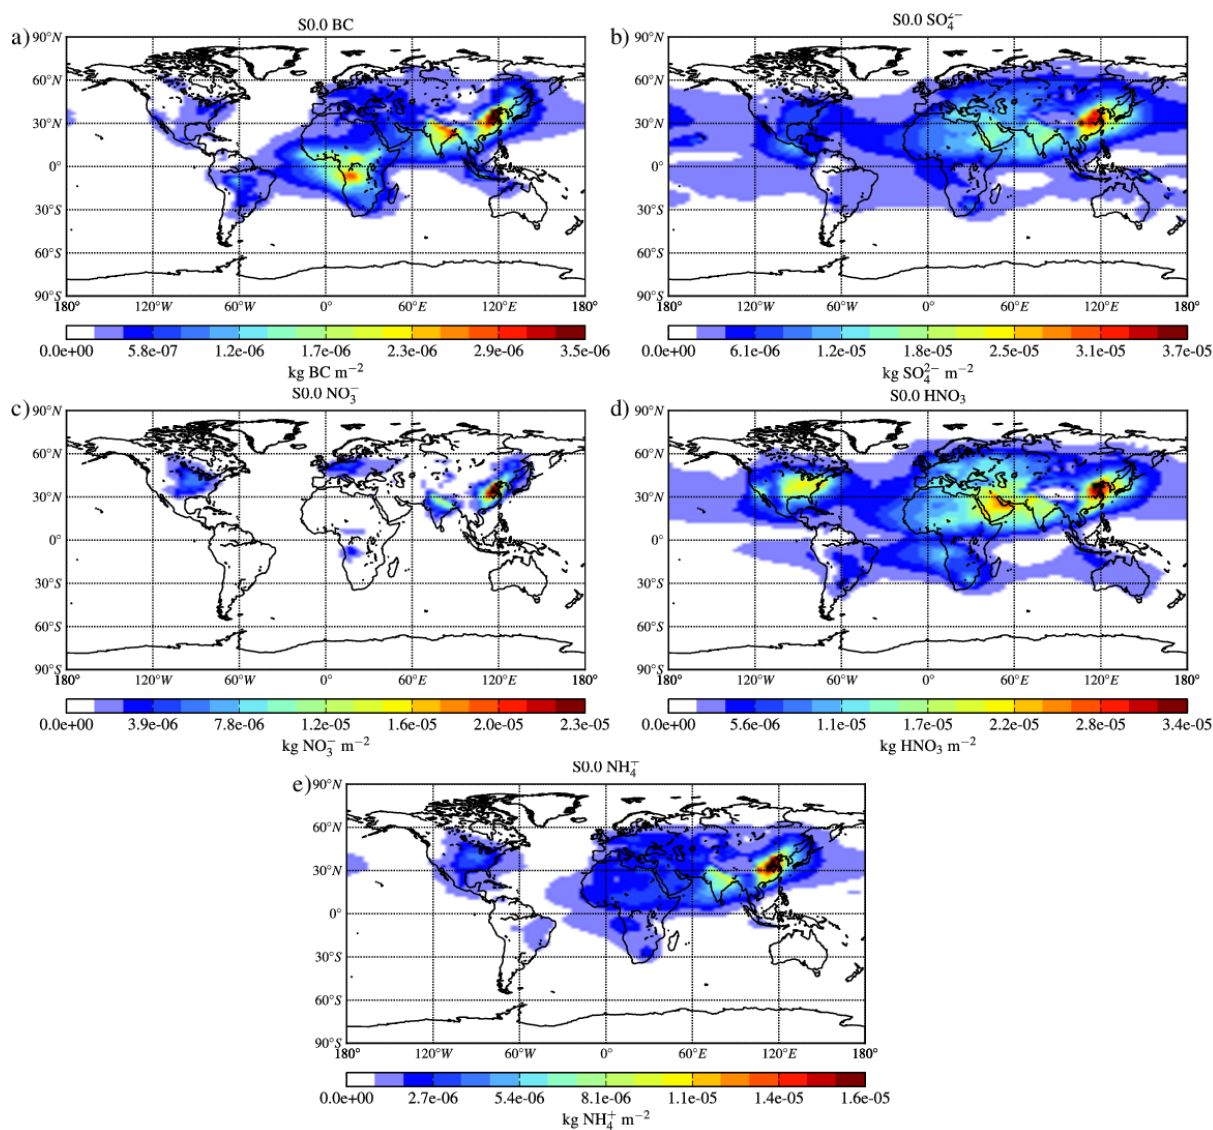 S0.0 BC
a)
90°N
60°N
30°N
0°
30°S
60°S
90°S
180° 120°W 60°W 0° 60°E 120°E 180°
0.0e+00 5.8e-07 1.2e-06 1.7e-06 2.3e-06 2.9e-06 3.5e-06
kg BC m−2
S0.0 SO₄²⁻
b)
90°N
60°N
30°N
0°
30°S
60°S
90°S
180° 120°W 60°W 0° 60°E 120°E 180°
0.0e+00 6.1e-06 1.2e-05 1.8e-05 2.5e-05 3.1e-05 3.7e-05
kg SO₄²⁻ m⁻²
S0.0 NO₃⁻
c)
90°N
60°N
30°N
0°
30°S
60°S
90°S
180° 120°W 60°W 0° 60°E 120°E 180°
0.0e+00 3.9e-06 7.8e-06 1.2e-05 1.6e-05 2.0e-05 2.3e-05
kg NO₃⁻ m⁻²
S0.0 HNO₃
d)
90°N
60°N
30°N
0°
30°S
60°S
90°S
180° 120°W 60°W 0° 60°E 120°E 180°
0.0e+00 5.6e-06 1.1e-05 1.7e-05 2.2e-05 2.8e-05 3.4e-05
kg HNO₃ m⁻²
S0.0 NH₄⁺
e)
90°N
60°N
30°N
0°
30°S
60°S
90°S
180° 120°W 60°W 0° 60°E 120°E 180°
0.0e+00 2.7e-06 5.4e-06 8.1e-06 1.1e-05 1.4e-05 1.6e-05
kg NH₄⁺ m⁻²